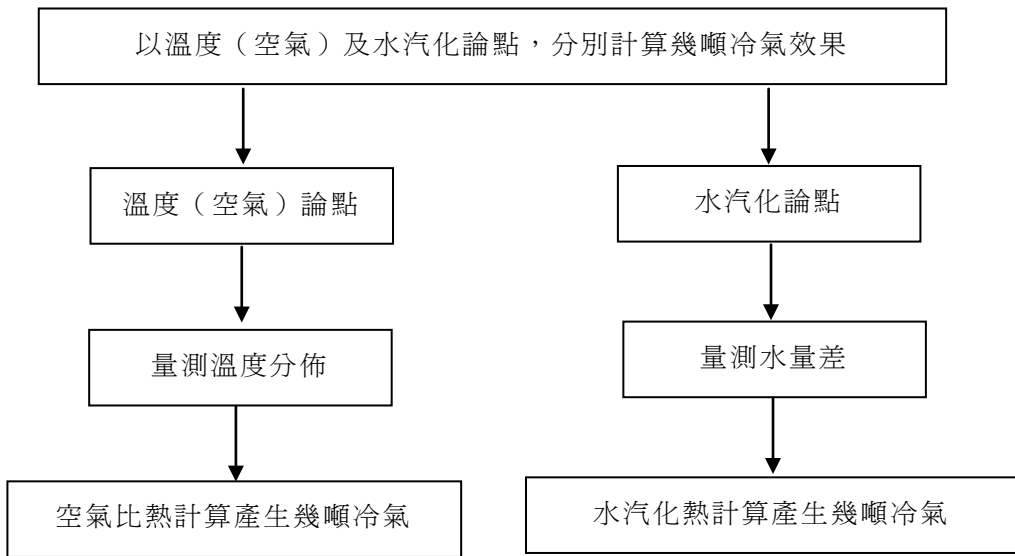 以溫度（空氣）及水汽化論點，分別計算幾噸冷氣效果
溫度（空氣）論點
水汽化論點
量測溫度分佈
量測水量差
空氣比熱計算產生幾噸冷氣
水汽化熱計算產生幾噸冷氣